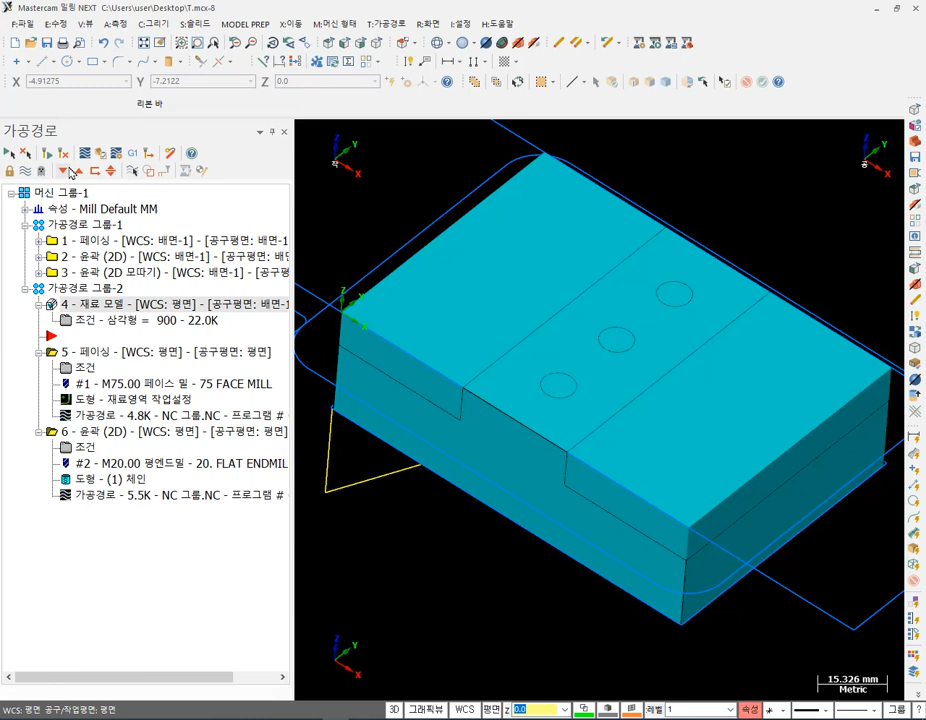 Mastercam 밀링 NEXT C:\Users\user\Desktop\T.mcx-8
F:파일 E:수정 V:뷰 A:측정 C:그리기 S:솔리드 MODEL PREP X:이동 M:머신 형태 T:가공경로 R:화면 I:설정 H:도움말
X -4.91275 Y -7.2122 Z 0.0
리본 바
가공경로
G1
머신 그룹-1
속성 - Mill Default MM
가공경로 그룹-1
1 - 페이싱 - [WCS: 배면-1] - [공구평면: 배면-1
2 - 윤곽 (2D) - [WCS: 배면-1] - [공구평면:
3 - 윤곽 (2D 모따기) - [WCS: 배면-1] - [공구
가공경로 그룹-2
4 - 재료 모델 - [WCS: 평면] - [공구평면: 배면-1
조건 - 삼각형 = 900 - 22.0K
5 - 페이싱 - [WCS: 평면] - [공구평면: 평면]
조건
#1 - M75.00 페이스 밀 - 75 FACE MILL
도형 - 재료영역 작업설정
가공경로 - 4.8K - NC 그룹.NC - 프로그램 #
6 - 윤곽 (2D) - [WCS: 평면] - [공구평면: 평면]
조건
#2 - M20.00 평엔드밀 - 20. FLAT ENDMIL
도형 - (1) 체인
가공경로 - 5.5K - NC 그룹.NC - 프로그램 #
Z Y X
Z Y X
Z X
Z Y X
15.326 mm
Metric
WCS: 평면 공구/작업평면: 평면
3D 그래픽뷰 WCS 평면 z 0.0 레벨 1 속성 그룹 ?